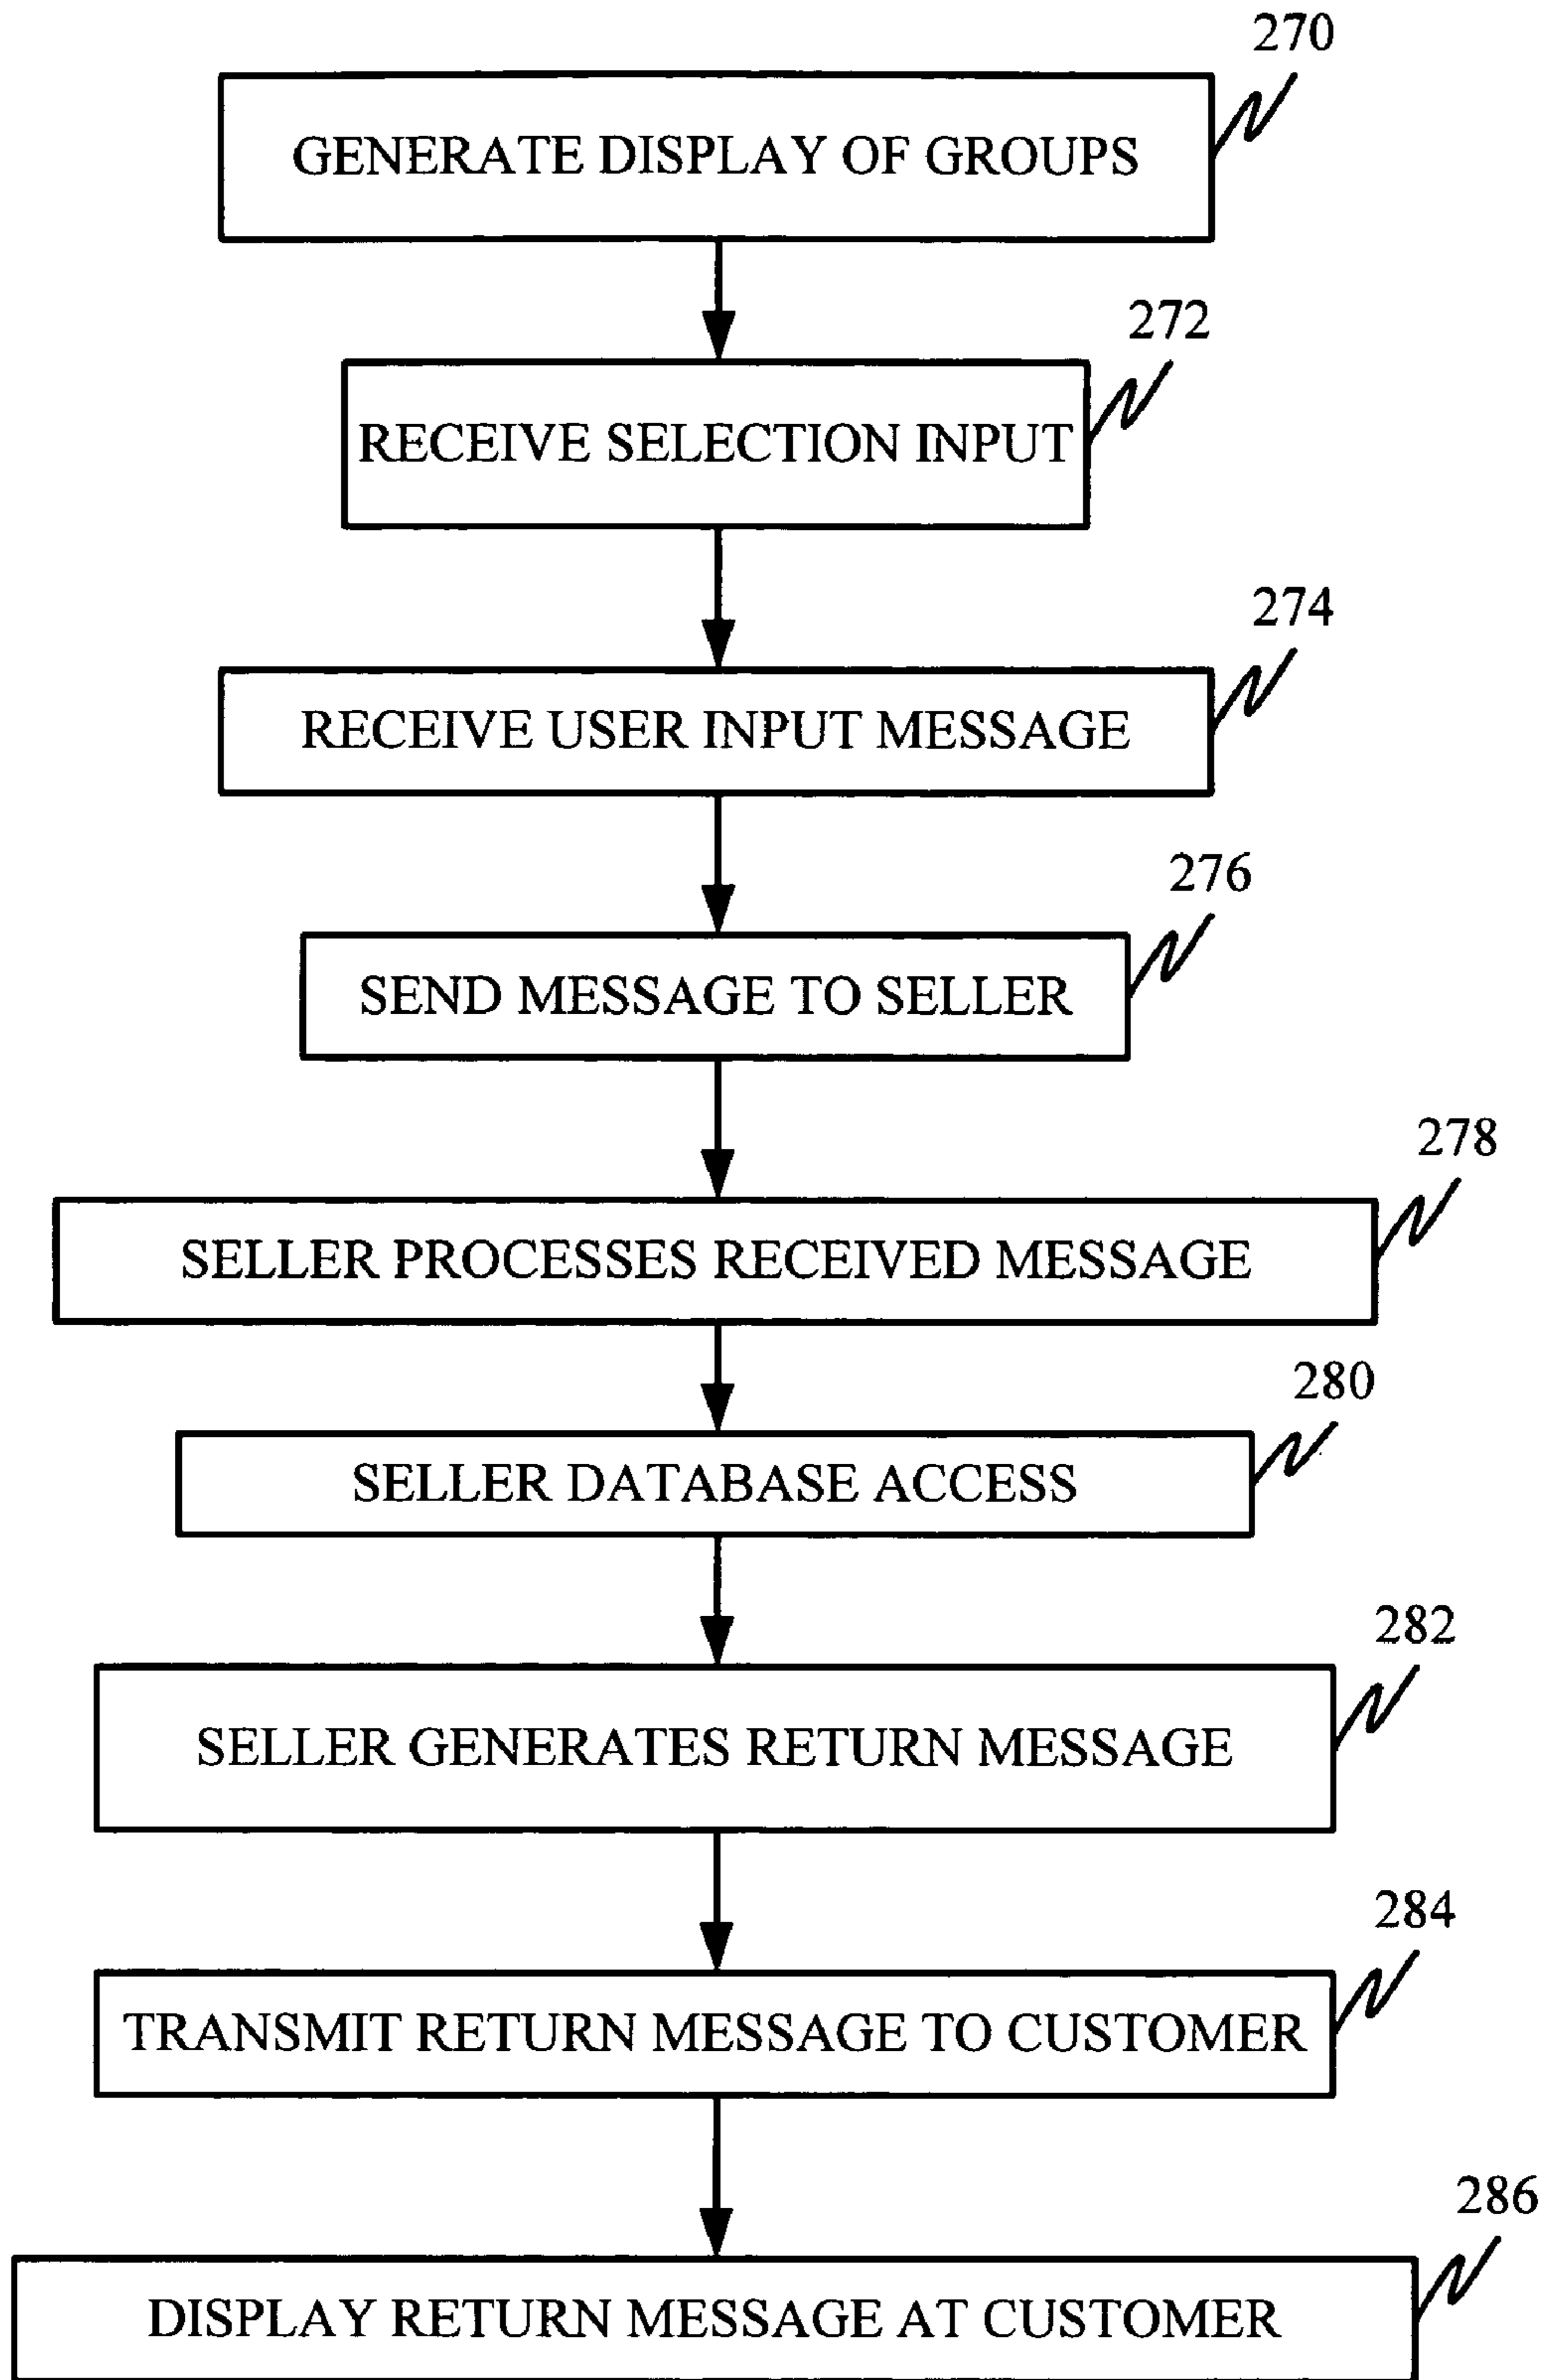 270
GENERATE DISPLAY OF GROUPS
272
RECEIVE SELECTION INPUT
274
RECEIVE USER INPUT MESSAGE
276
SEND MESSAGE TO SELLER
278
SELLER PROCESSES RECEIVED MESSAGE
280
SELLER DATABASE ACCESS
282
SELLER GENERATES RETURN MESSAGE
284
TRANSMIT RETURN MESSAGE TO CUSTOMER
286
DISPLAY RETURN MESSAGE AT CUSTOMER